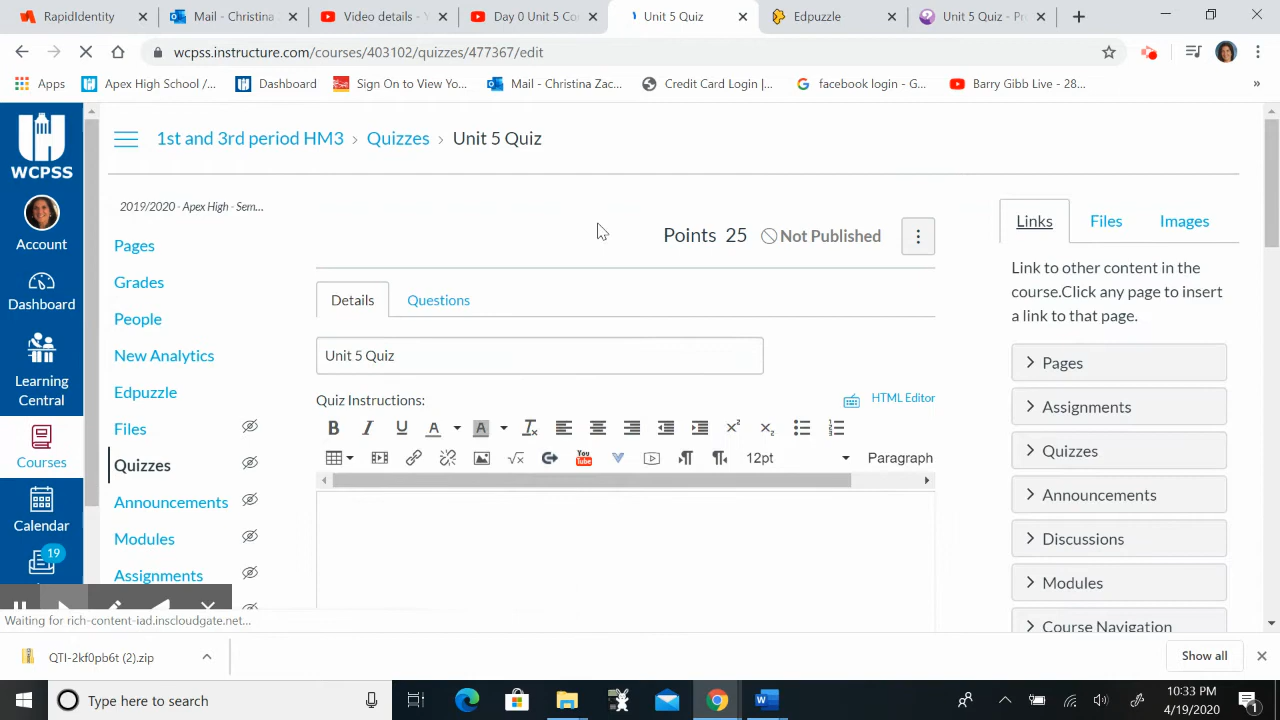 RapidIdentity
Mail - Christina
Video details - Y
Day 0 Unit 5 Co
Unit 5 Quiz
Edpuzzle
Unit 5 Quiz - Pr
wcpss.instructure.com/courses/403102/quizzes/477367/edit
Apps
Apex High School /...
Dashboard
Sign On to View Yo...
Mail - Christina Zac...
Credit Card Login |...
facebook login - G...
Barry Gibb Live - 28...
»
WCPSS
Account
Dashboard
Learning
Central
Courses
Calendar
19
1st and 3rd period HM3 › Quizzes › Unit 5 Quiz
2019/2020 - Apex High - Sem...
Pages
Grades
People
New Analytics
Edpuzzle
Files
Quizzes
Announcements
Modules
Assignments
Points 25 Not Published
Details
Questions
Unit 5 Quiz
Quiz Instructions:
HTML Editor
12pt
Paragraph
Links
Files
Images
Link to other content in the
course.Click any page to insert
a link to that page.
Pages
Assignments
Quizzes
Announcements
Discussions
Modules
Course Navigation
Waiting for rich-content-iad.inscloudgate.net...
QTI-2kf0pb6t (2).zip
Show all
Type here to search
10:33 PM
4/19/2020
1